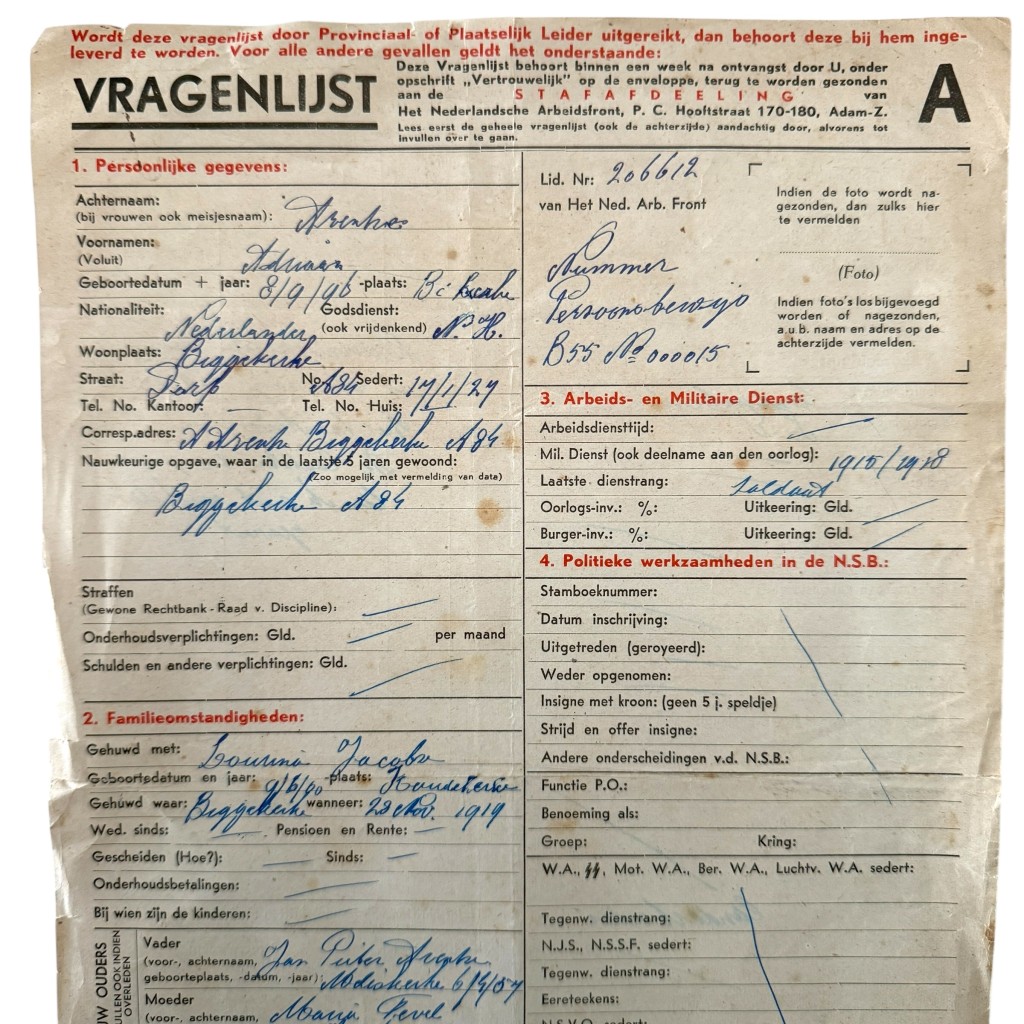 Wordt deze vragenlijst door Provinciaal- of Plaatselijk Leider uitgereikt, dan behoort deze bij hem inge-
leverd te worden. Voor alle andere gevallen geldt het onderstaande:
VRAGENLIJST
Deze Vragenlijst behoort binnen een week na ontvangst door U, onder
opschrift „Vertrouwelijk" op de enveloppe, terug te worden gezonden
aan de STAFAFDEELING van
Het Nederlandsche Arbeidsfront, P. C. Hooftstraat 170-180, Adam-Z.
Lees eerst de geheele vragenlijst (ook de achterzijde) aandachtig door, alvorens tot
invullen over te gaan.
A
1. Persoonlijke gegevens:
Achternaam:
(bij vrouwen ook meisjesnaam):
Voornamen:
(Voluit) Adriaan
Geboortedatum + jaar: 8/9/96 -plaats:
Nationaliteit: Nederlander Godsdienst:
(ook vrijdenkend) N. H.
Woonplaats: Biggekerke
Straat: Dorp No. A84 Sedert: 17/1/27
Tel. No. Kantoor: — Tel. No. Huis: —
Corresp.adres: A Biggekerke A 84
Nauwkeurige opgave, waar in de laatste 5 jaren gewoond:
(Zoo mogelijk met vermelding van data)
Biggekerke A 84
Straffen
(Gewone Rechtbank - Raad v. Discipline): —
Onderhoudsverplichtingen: Gld. — per maand
Schulden en andere verplichtingen: Gld. —
2. Familieomstandigheden:
Gehuwd met: Lourina Jacoba
Geboortedatum en jaar: -plaats: Koudekerke
Gehuwd waar: Biggekerke wanneer: 28 Nov. 1919
Wed. sinds: — Pensioen en Rente: —
Gescheiden (Hoe?): — Sinds: —
Onderhoudsbetalingen: —
Bij wien zijn de kinderen: —
OUDERS
OOK INDIEN
OVERLEDEN
Vader
(voor-, achternaam, Jan Pieter
geboorteplaats, -datum, -jaar):
Moeder
(voor-, achternaam, Maria
Lid. Nr: 206612
van Het Ned. Arb. Front
Nummer
Persoonsbewijs
B55 No 000015
Indien de foto wordt na-
gezonden, dan zulks hier
te vermelden
(Foto)
Indien foto's los bijgevoegd
worden of nagezonden,
a.u.b. naam en adres op de
achterzijde vermelden.
3. Arbeids- en Militaire Dienst:
Arbeidsdiensttijd: —
Mil. Dienst (ook deelname aan den oorlog): 1915/1918
Laatste dienstrang: Soldaat
Oorlogs-inv.: %: Uitkeering: Gld. —
Burger-inv.: %: Uitkeering: Gld. —
4. Politieke werkzaamheden in de N.S.B.:
Stamboeknummer:
Datum inschrijving:
Uitgetreden (geroyeerd):
Weder opgenomen:
Insigne met kroon: (geen 5 j. speldje)
Strijd en offer insigne:
Andere onderscheidingen v.d. N.S.B.:
Functie P.O.:
Benoeming als:
Groep: Kring:
W.A., SS, Mot. W.A., Ber. W.A., Luchtv. W.A. sedert:
Tegenw. dienstrang:
N.J.S., N.S.S.F. sedert:
Tegenw. dienstrang:
Eereteekens:
N.S.V.O. sedert: